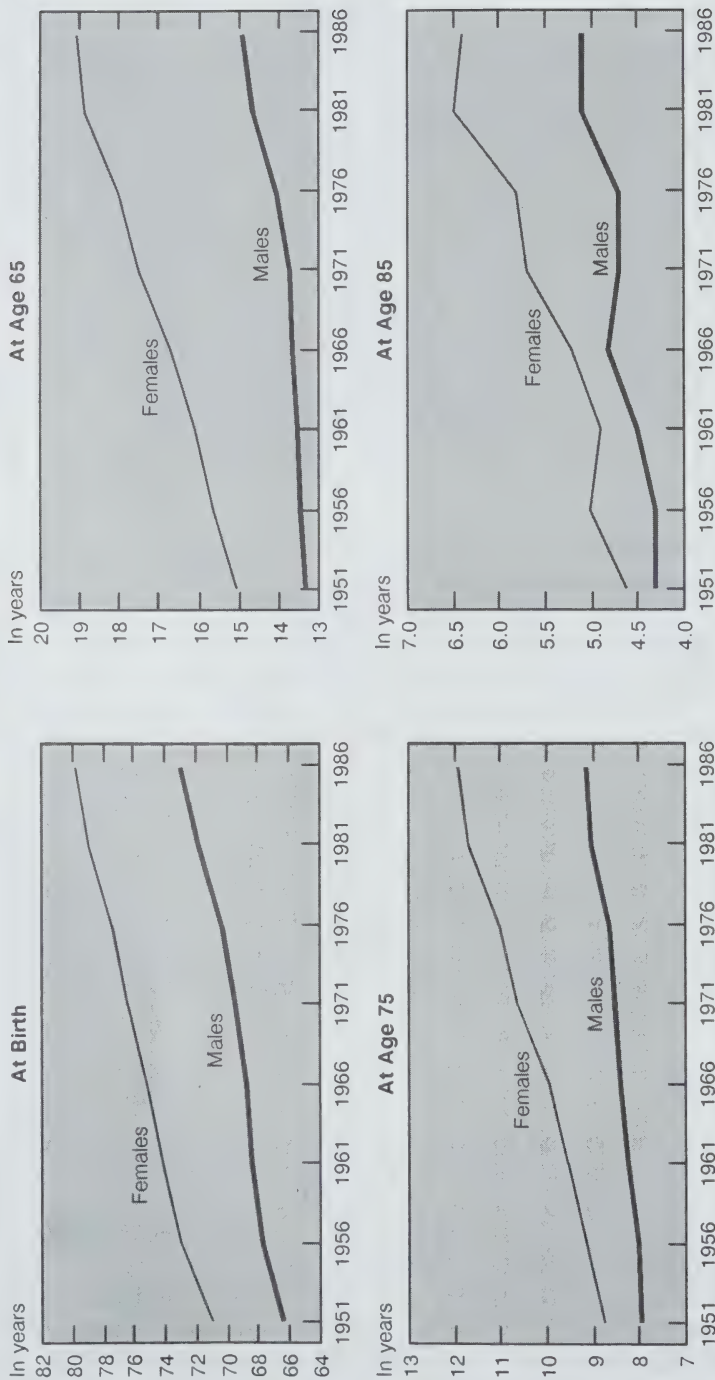 At Birth
In years
82
80
78
76
74
72
70
68
66
64
Females
Males
1951 1956 1961 1966 1971 1976 1981 1986
At Age 65
In years
20
19
18
17
16
15
14
13
Females
Males
1951 1956 1961 1966 1971 1976 1981 1986
At Age 75
In years
13
12
11
10
9
8
7
Females
Males
1951 1956 1961 1966 1971 1976 1981 1986
At Age 85
In years
7.0
6.5
6.0
5.5
5.0
4.5
4.0
Females
Males
1951 1956 1961 1966 1971 1976 1981 1986